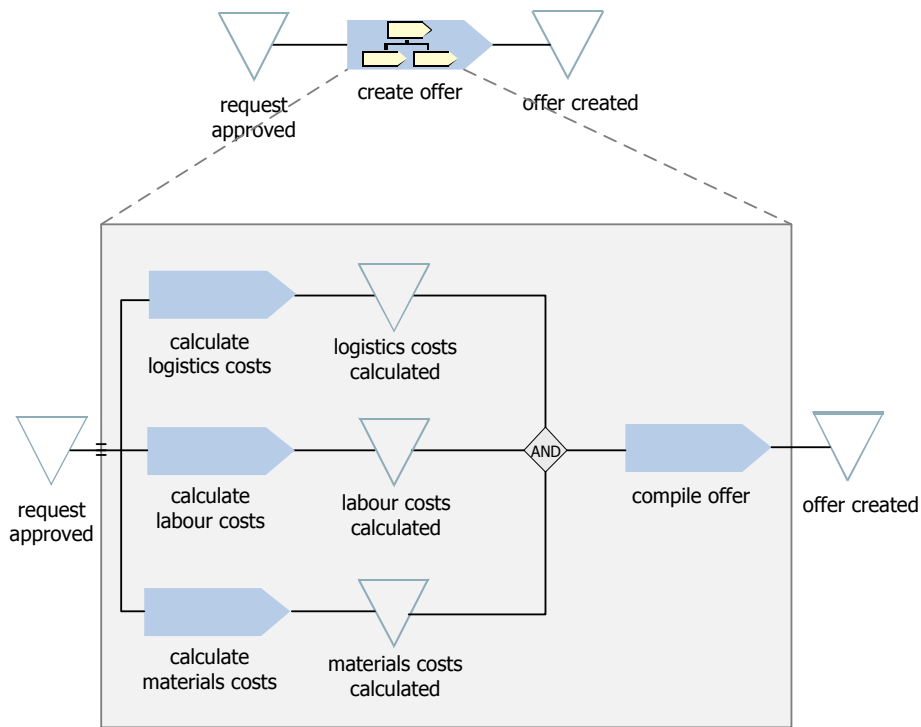 request
approved
create offer
offer created
calculate
logistics costs
logistics costs
calculated
request
approved
calculate
labour costs
labour costs
calculated
AND
compile offer
offer created
calculate
materials costs
materials costs
calculated